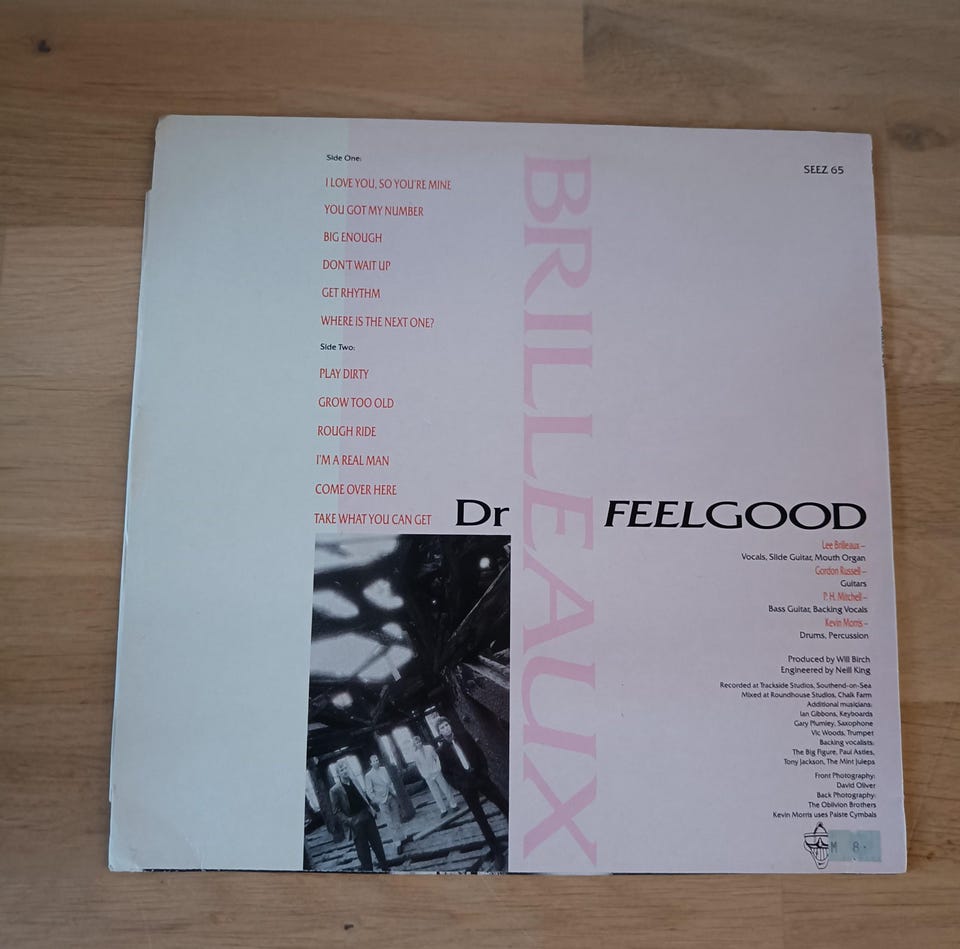 Side One:
I LOVE YOU, SO YOU'RE MINE
YOU GOT MY NUMBER
BIG ENOUGH
DON'T WAIT UP
GET RHYTHM
WHERE IS THE NEXT ONE?
Side Two:
PLAY DIRTY
GROW TOO OLD
ROUGH RIDE
I'M A REAL MAN
COME OVER HERE
TAKE WHAT YOU CAN GET
BRILLEAUX
SEEZ 65
Dr FEELGOOD
Lee Brilleaux –
Vocals, Slide Guitar, Mouth Organ
Gordon Russell –
Guitars
P. H. Mitchell –
Bass Guitar, Backing Vocals
Kevin Morris –
Drums, Percussion
Produced by Will Birch
Engineered by Neill King
Recorded at Trackside Studios, Southend-on-Sea
Mixed at Roundhouse Studios, Chalk Farm
Additional musicians:
Ian Gibbons, Keyboards
Gary Plumley, Saxophone
Vic Woods, Trumpet
Backing vocalists:
The Big Figure, Paul Astles,
Tony Jackson, The Mint Juleps
Front Photography:
David Oliver
Back Photography:
The Oblivion Brothers
Kevin Morris uses Paiste Cymbals
M 8.